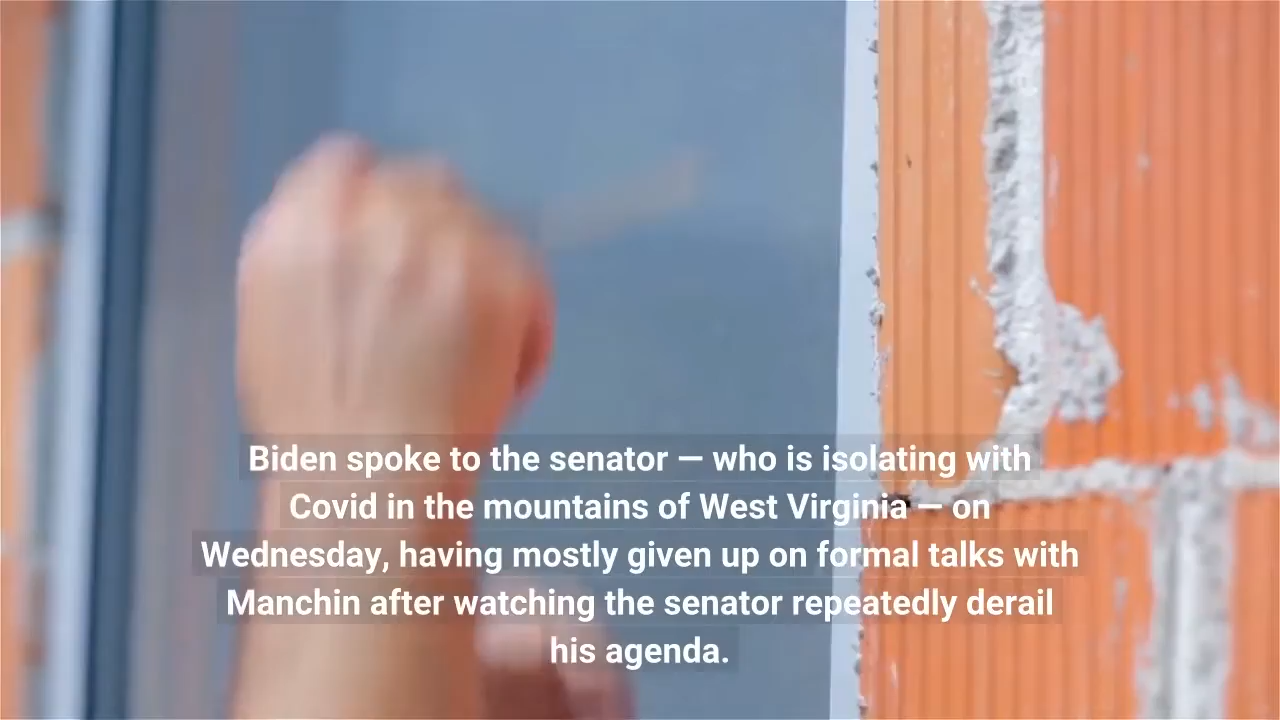 Biden spoke to the senator — who is isolating with
Covid in the mountains of West Virginia — on
Wednesday, having mostly given up on formal talks with
Manchin after watching the senator repeatedly derail
his agenda.